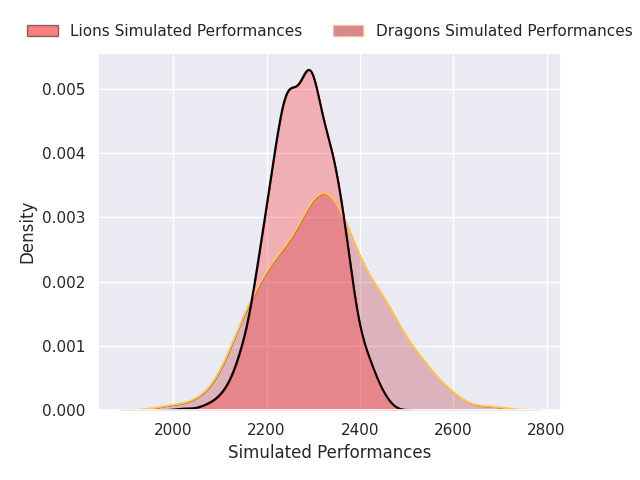 Lions Simulated Performances
Dragons Simulated Performances
0.005
0.004
0.003
0.002
0.001
0.000
Density
2000
2200
2400
2600
2800
Simulated Performances